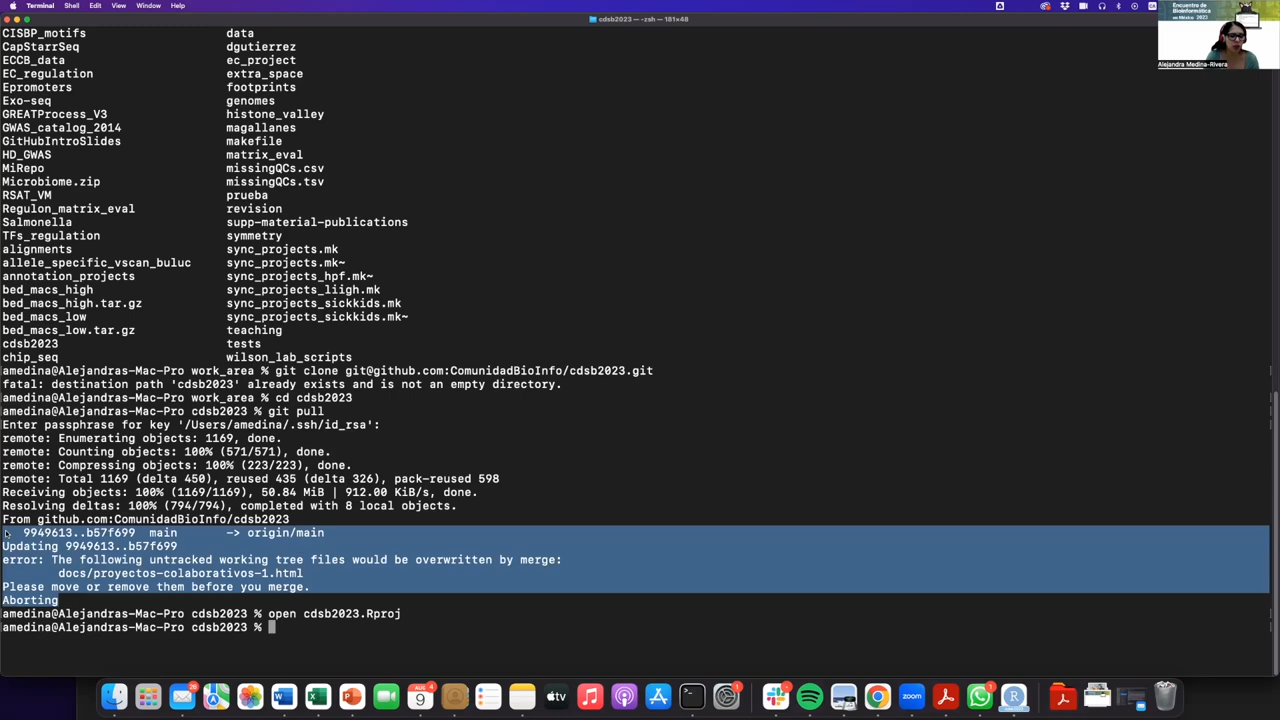 Terminal Shell Edit View Window Help
cdsb2023 — -zsh — 181×48
CISBP_motifs data
CapStarrSeq dgutierrez
ECCB_data ec_project
EC_regulation extra_space
Epromoters footprints
Exo-seq genomes
GREATProcess_V3 histone_valley
GWAS_catalog_2014 magallanes
GitHubIntroSlides makefile
HD_GWAS matrix_eval
MiRepo missingQCs.csv
Microbiome.zip missingQCs.tsv
RSAT_VM prueba
Regulon_matrix_eval revision
Salmonella supp-material-publications
TFs_regulation symmetry
alignments sync_projects.mk
allele_specific_vscan_buluc sync_projects.mk~
annotation_projects sync_projects_hpf.mk~
bed_macs_high sync_projects_liigh.mk
bed_macs_high.tar.gz sync_projects_sickkids.mk
bed_macs_low sync_projects_sickkids.mk~
bed_macs_low.tar.gz teaching
cdsb2023 tests
chip_seq wilson_lab_scripts
amedina@Alejandras-Mac-Pro work_area % git clone git@github.com:ComunidadBioInfo/cdsb2023.git
fatal: destination path 'cdsb2023' already exists and is not an empty directory.
amedina@Alejandras-Mac-Pro work_area % cd cdsb2023
amedina@Alejandras-Mac-Pro cdsb2023 % git pull
Enter passphrase for key '/Users/amedina/.ssh/id_rsa':
remote: Enumerating objects: 1169, done.
remote: Counting objects: 100% (571/571), done.
remote: Compressing objects: 100% (223/223), done.
remote: Total 1169 (delta 450), reused 435 (delta 326), pack-reused 598
Receiving objects: 100% (1169/1169), 50.84 MiB | 912.00 KiB/s, done.
Resolving deltas: 100% (794/794), completed with 8 local objects.
From github.com:ComunidadBioInfo/cdsb2023
9949613..b57f699 main -> origin/main
Updating 9949613..b57f699
error: The following untracked working tree files would be overwritten by merge:
docs/proyectos-colaborativos-1.html
Please move or remove them before you merge.
Aborting
amedina@Alejandras-Mac-Pro cdsb2023 % open cdsb2023.Rproj
amedina@Alejandras-Mac-Pro cdsb2023 %
Encuentro de
Bioinformática
en México 2023
Alejandra Medina-Rivera
AUG
9
zoom